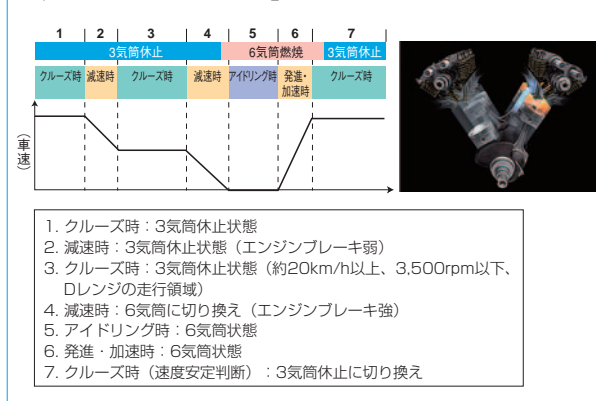 1 2 3 4 5 6 7
3気筒休止 6気筒燃焼 3気筒休止
クルーズ時 減速時 クルーズ時 減速時 アイドリング時 発進・加速時 クルーズ時
（車速）
1. クルーズ時：3気筒休止状態
2. 減速時：3気筒休止状態（エンジンブレーキ弱）
3. クルーズ時：3気筒休止状態（約20km/h以上、3,500rpm以下、
Dレンジの走行領域）
4. 減速時：6気筒に切り換え（エンジンブレーキ強）
5. アイドリング時：6気筒状態
6. 発進・加速時：6気筒状態
7. クルーズ時（速度安定判断）：3気筒休止に切り換え